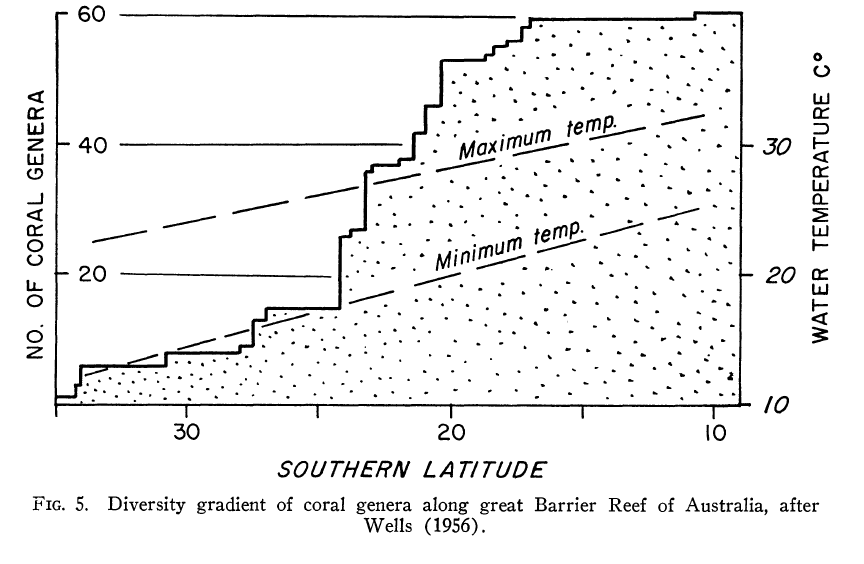 60
40
20
NO. OF CORAL GENERA
Maximum temp.
Minimum temp.
30
20
10
WATER TEMPERATURE C°
30
20
10
SOUTHERN LATITUDE
FIG. 5. Diversity gradient of coral genera along great Barrier Reef of Australia, after
Wells (1956).